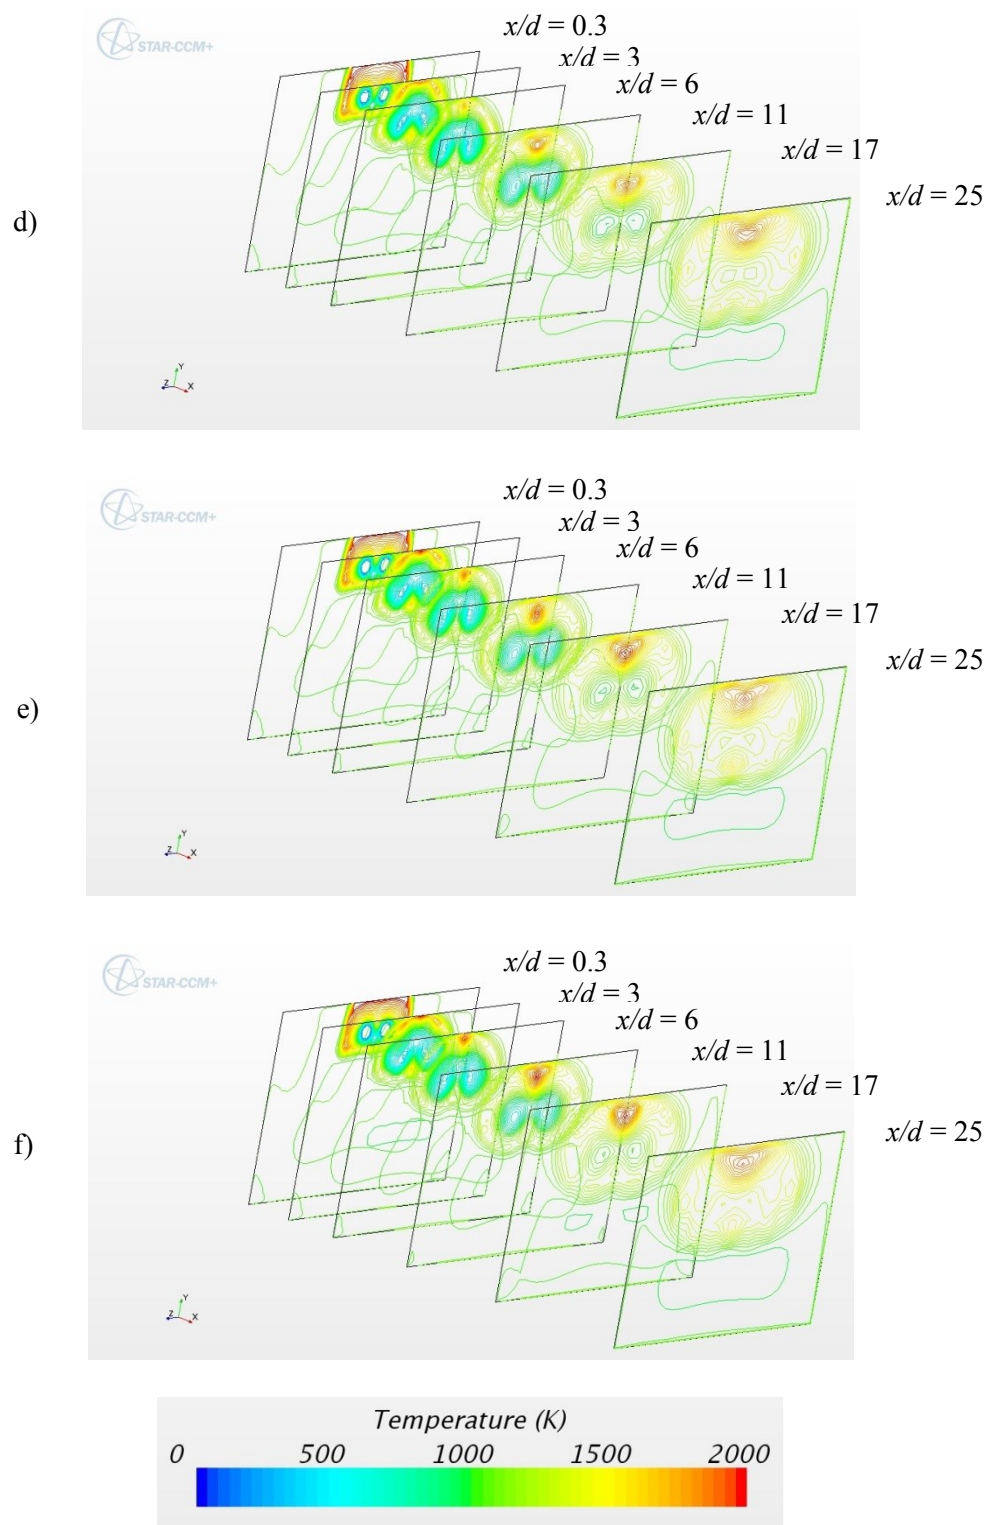 STAR-CCM+
x/d = 0.3
x/d = 3
x/d = 6
x/d = 11
x/d = 17
x/d = 25
d)
Y
Z
X
STAR-CCM+
x/d = 0.3
x/d = 3
x/d = 6
x/d = 11
x/d = 17
x/d = 25
e)
Y
Z
X
STAR-CCM+
x/d = 0.3
x/d = 3
x/d = 6
x/d = 11
x/d = 17
x/d = 25
f)
Y
Z
X
Temperature (K)
0 500 1000 1500 2000